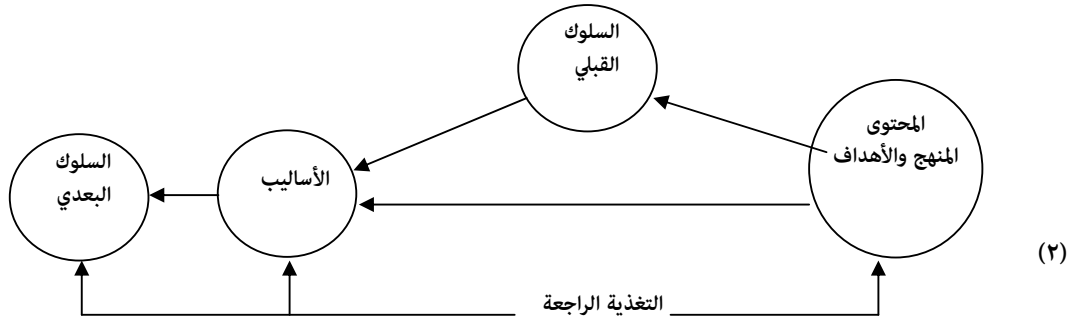 السلوك
القبلي
المحتوى
المنهج والأهداف
الأساليب
السلوك
البعدي
(٢)
التغذية الراجعة